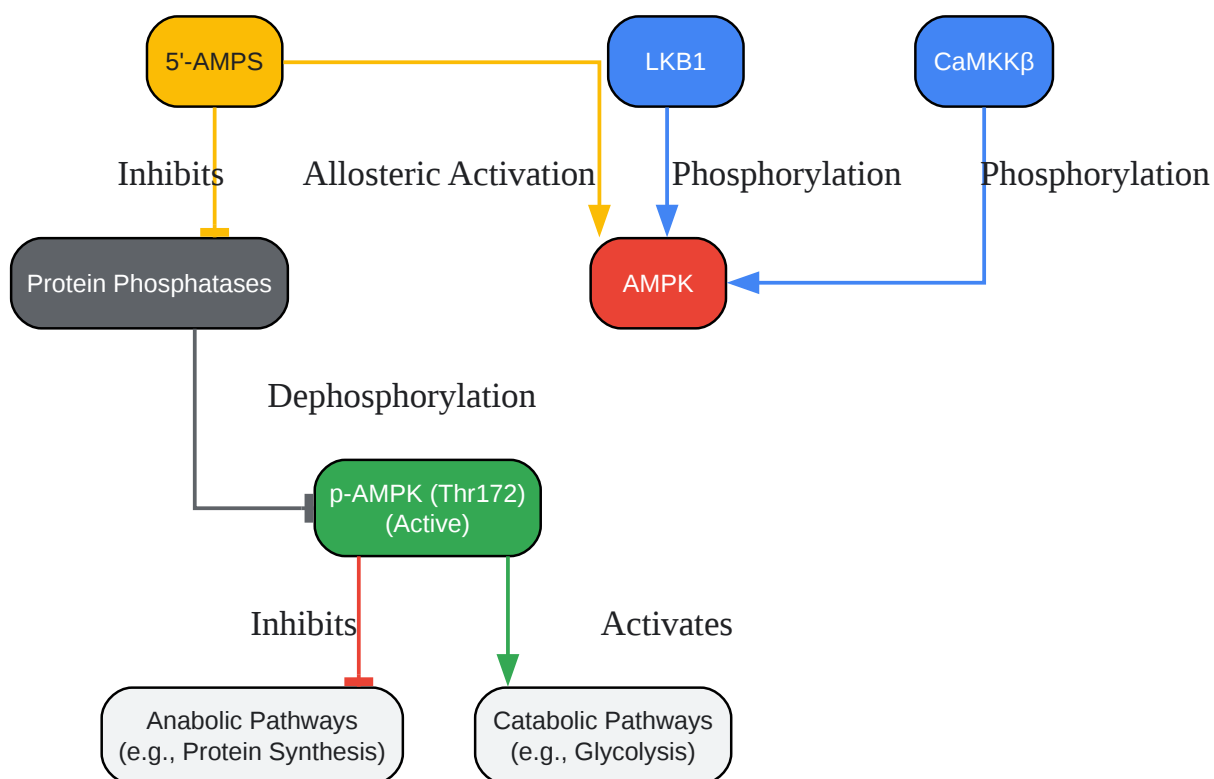 5'-AMPS
LKB1
CaMKKβ
Inhibits
Allosteric Activation
Phosphorylation
Phosphorylation
Protein Phosphatases
AMPK
Dephosphorylation
p-AMPK (Thr172)
(Active)
Inhibits
Activates
Anabolic Pathways
(e.g., Protein Synthesis)
Catabolic Pathways
(e.g., Glycolysis)